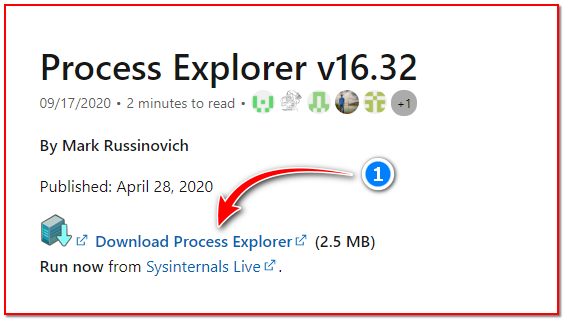 Process Explorer v16.32
09/17/2020 • 2 minutes to read • +1
By Mark Russinovich
Published: April 28, 2020
1
Download Process Explorer (2.5 MB)
Run now from Sysinternals Live.